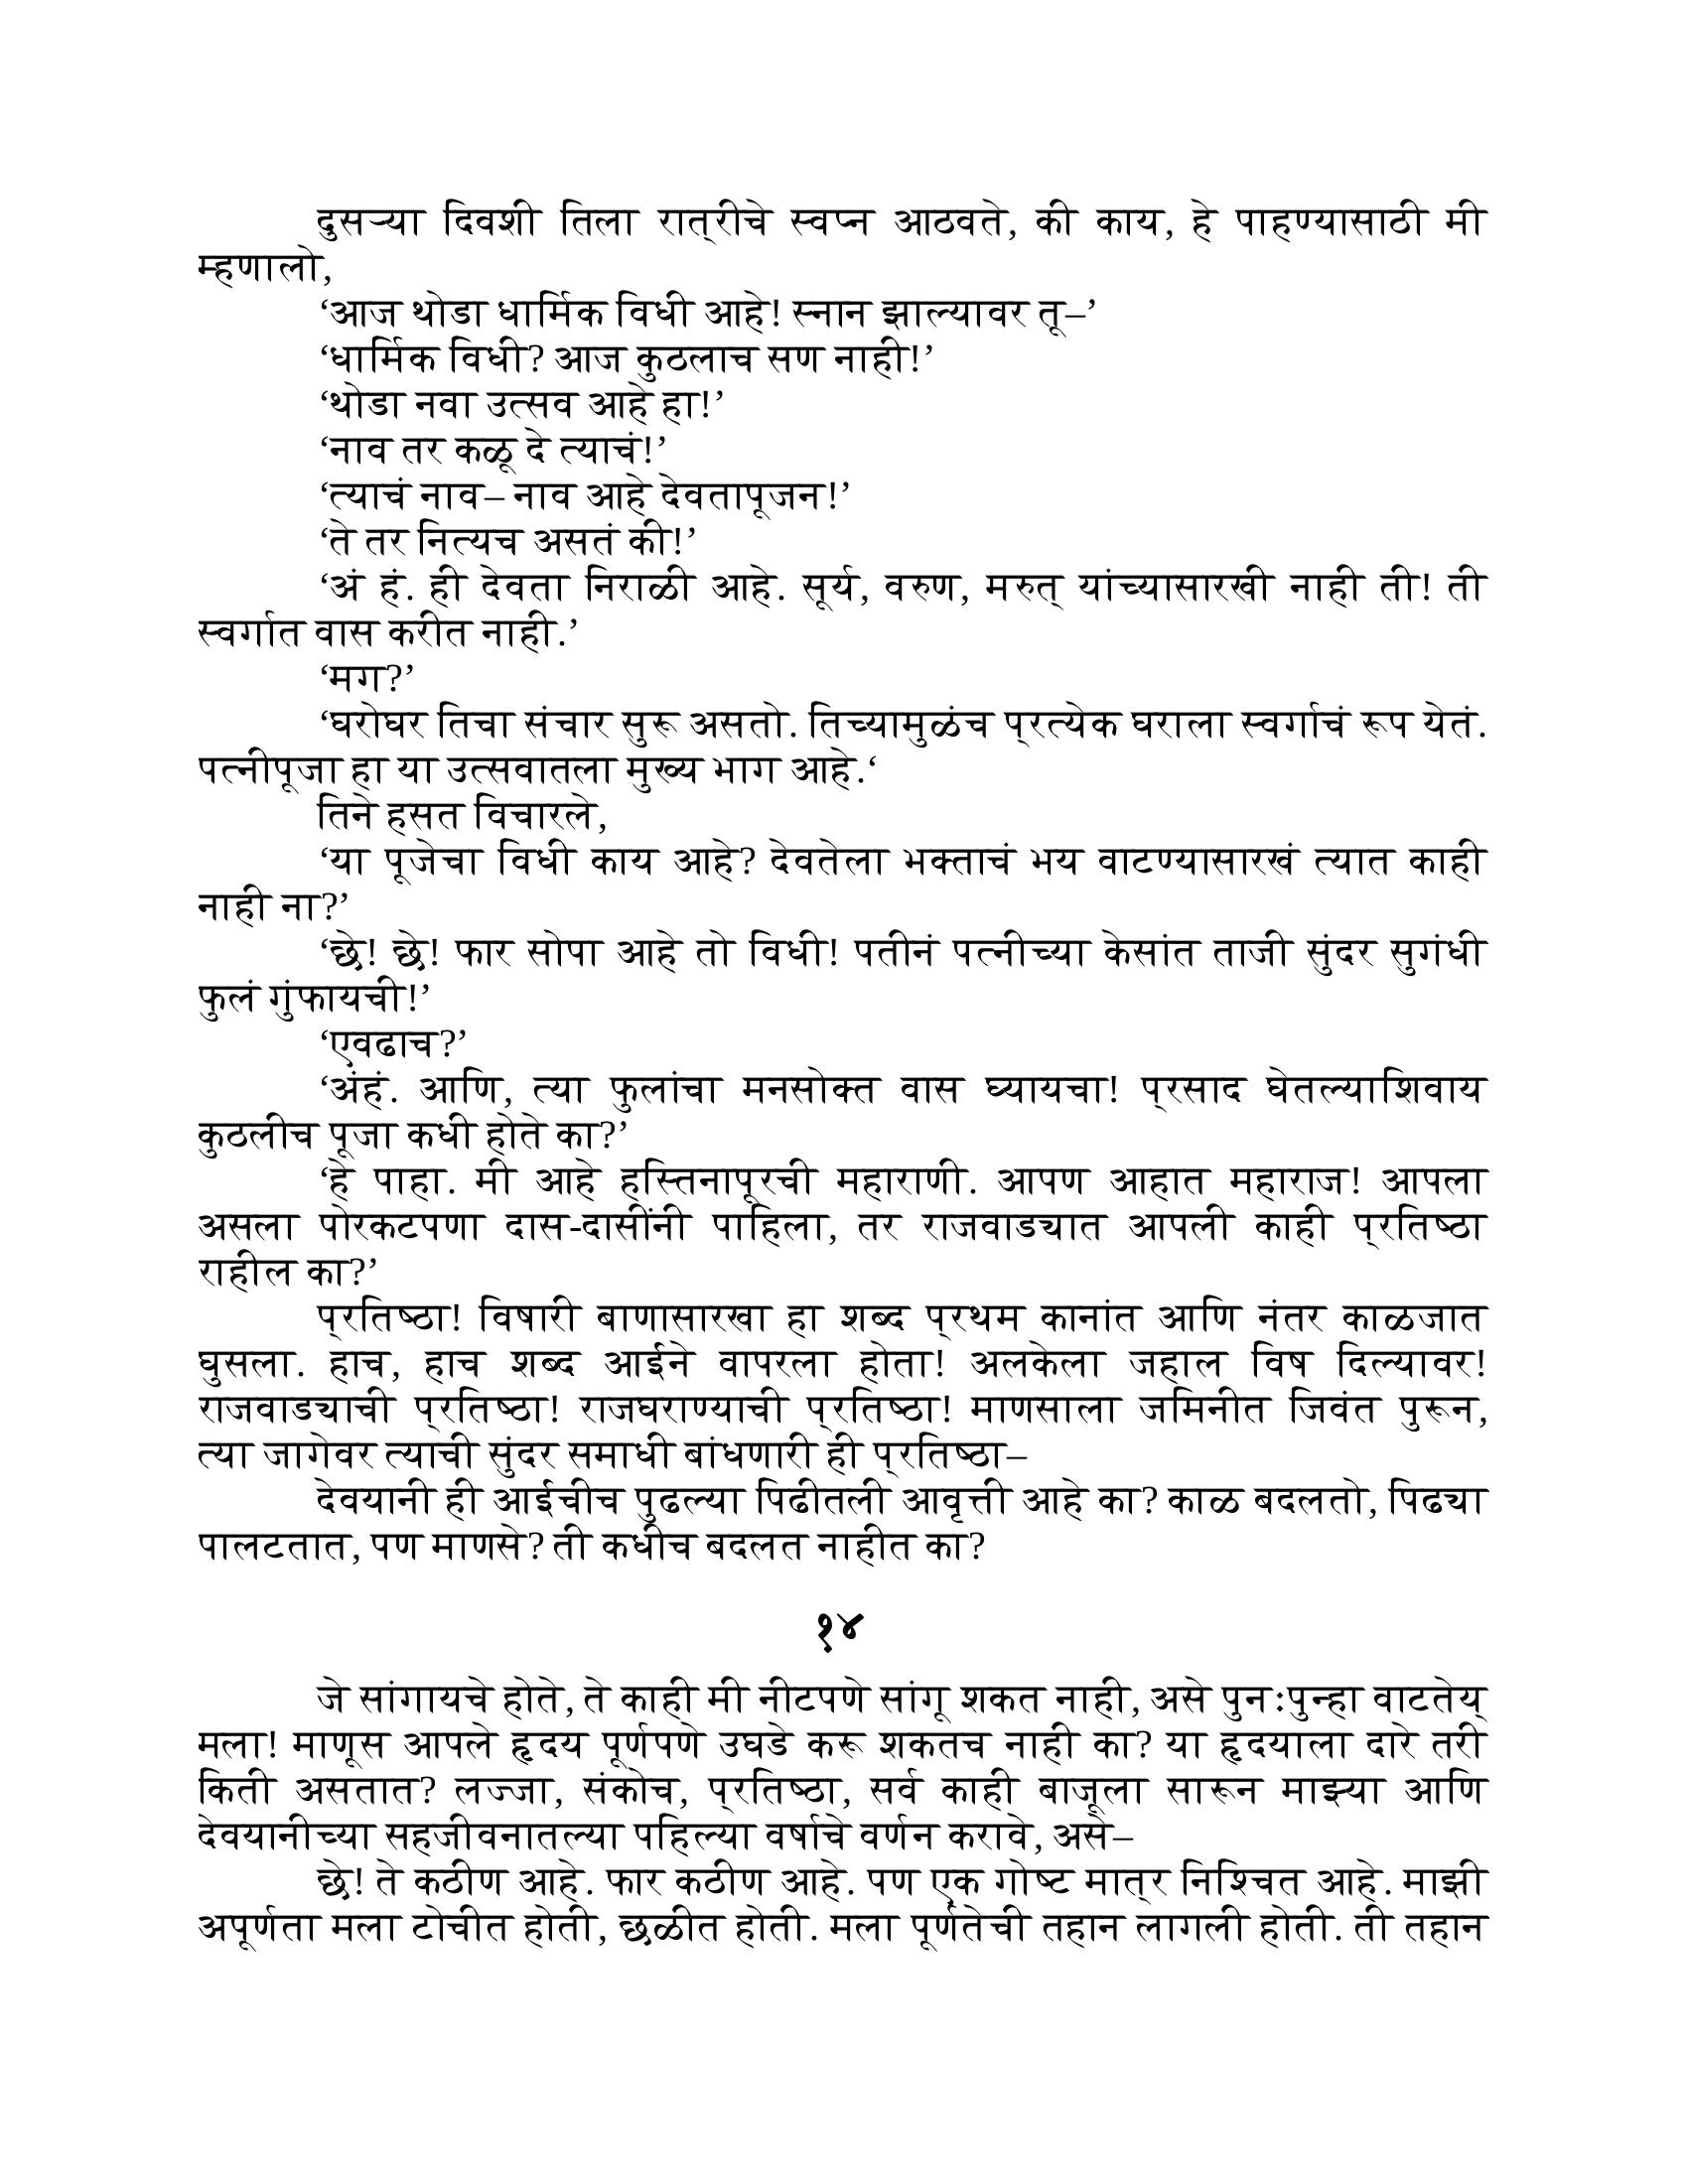 दुसऱ्या दिवशी तिला रात्रीचे स्वप्न आठवते, की काय, हे पाहण्यासाठी मी
म्हणालो,
‘आज थोडा धार्मिक विधी आहे! स्नान झाल्यावर तू–’
‘धार्मिक विधी? आज कुठलाच सण नाही!’
‘थोडा नवा उत्सव आहे हा!’
‘नाव तर कळू दे त्याचं!’
‘त्याचं नाव– नाव आहे देवतापूजन!’
‘ते तर नित्यच असतं की!’
‘अं हं. ही देवता निराळी आहे. सूर्य, वरुण, मरुत् यांच्यासारखी नाही ती! ती
स्वर्गात वास करीत नाही.’
‘मग?’
‘घरोघर तिचा संचार सुरू असतो. तिच्यामुळंच प्रत्येक घराला स्वर्गाचं रूप येतं.
पत्नीपूजा हा या उत्सवातला मुख्य भाग आहे.‘
तिने हसत विचारले,
‘या पूजेचा विधी काय आहे? देवतेला भक्ताचं भय वाटण्यासारखं त्यात काही
नाही ना?’
‘छे! छे! फार सोपा आहे तो विधी! पतीनं पत्नीच्या केसांत ताजी सुंदर सुगंधी
फुलं गुंफायची!’
‘एवढाच?’
‘अंहं. आणि, त्या फुलांचा मनसोक्त वास घ्यायचा! प्रसाद घेतल्याशिवाय
कुठलीच पूजा कधी होते का?’
‘हे पाहा. मी आहे हस्तिनापूरची महाराणी. आपण आहात महाराज! आपला
असला पोरकटपणा दास-दासींनी पाहिला, तर राजवाड्यात आपली काही प्रतिष्ठा
राहील का?’
प्रतिष्ठा! विषारी बाणासारखा हा शब्द प्रथम कानांत आणि नंतर काळजात
घुसला. हाच, हाच शब्द आईने वापरला होता! अलकेला जहाल विष दिल्यावर!
राजवाड्याची प्रतिष्ठा! राजघराण्याची प्रतिष्ठा! माणसाला जमिनीत जिवंत पुरून,
त्या जागेवर त्याची सुंदर समाधी बांधणारी ही प्रतिष्ठा–
देवयानी ही आईचीच पुढल्या पिढीतली आवृत्ती आहे का? काळ बदलतो, पिढ्या
पालटतात, पण माणसे? ती कधीच बदलत नाहीत का?
१४
जे सांगायचे होते, ते काही मी नीटपणे सांगू शकत नाही, असे पुनःपुन्हा वाटतेय्
मला! माणूस आपले हृदय पूर्णपणे उघडे करू शकतच नाही का? या हृदयाला दारे तरी
किती असतात? लज्जा, संकोच, प्रतिष्ठा, सर्व काही बाजूला सारून माझ्या आणि
देवयानीच्या सहजीवनातल्या पहिल्या वर्षाचे वर्णन करावे, असे–
छे! ते कठीण आहे. फार कठीण आहे. पण एक गोष्ट मात्र निश्चित आहे. माझी
अपूर्णता मला टोचीत होती, छळीत होती. मला पूर्णतेची तहान लागली होती. ती तहान